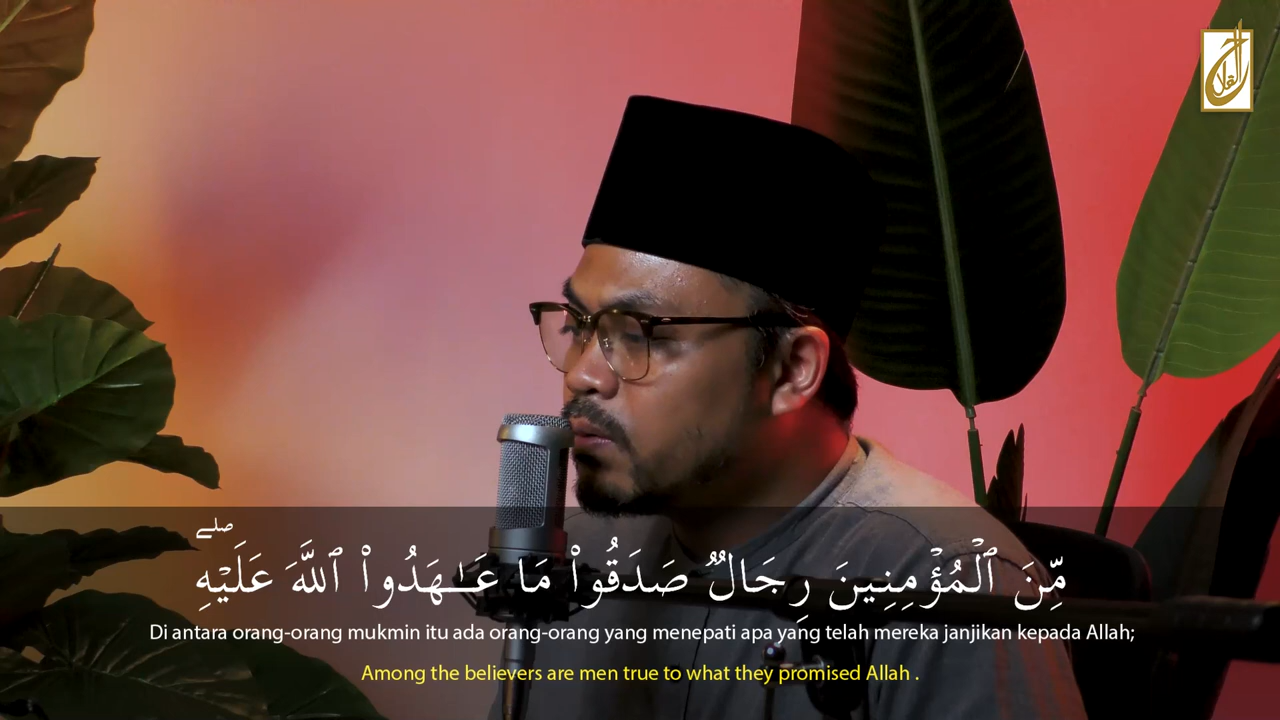 العلاح
مِّنَ ٱلْمُؤْمِنِينَ رِجَالٌ صَدَقُوا۟ مَا عَـٰهَدُوا۟ ٱللَّهَ عَلَيْهِ ۖ
Di antara orang-orang mukmin itu ada orang-orang yang menepati apa yang telah mereka janjikan kepada Allah;
Among the believers are men true to what they promised Allah .